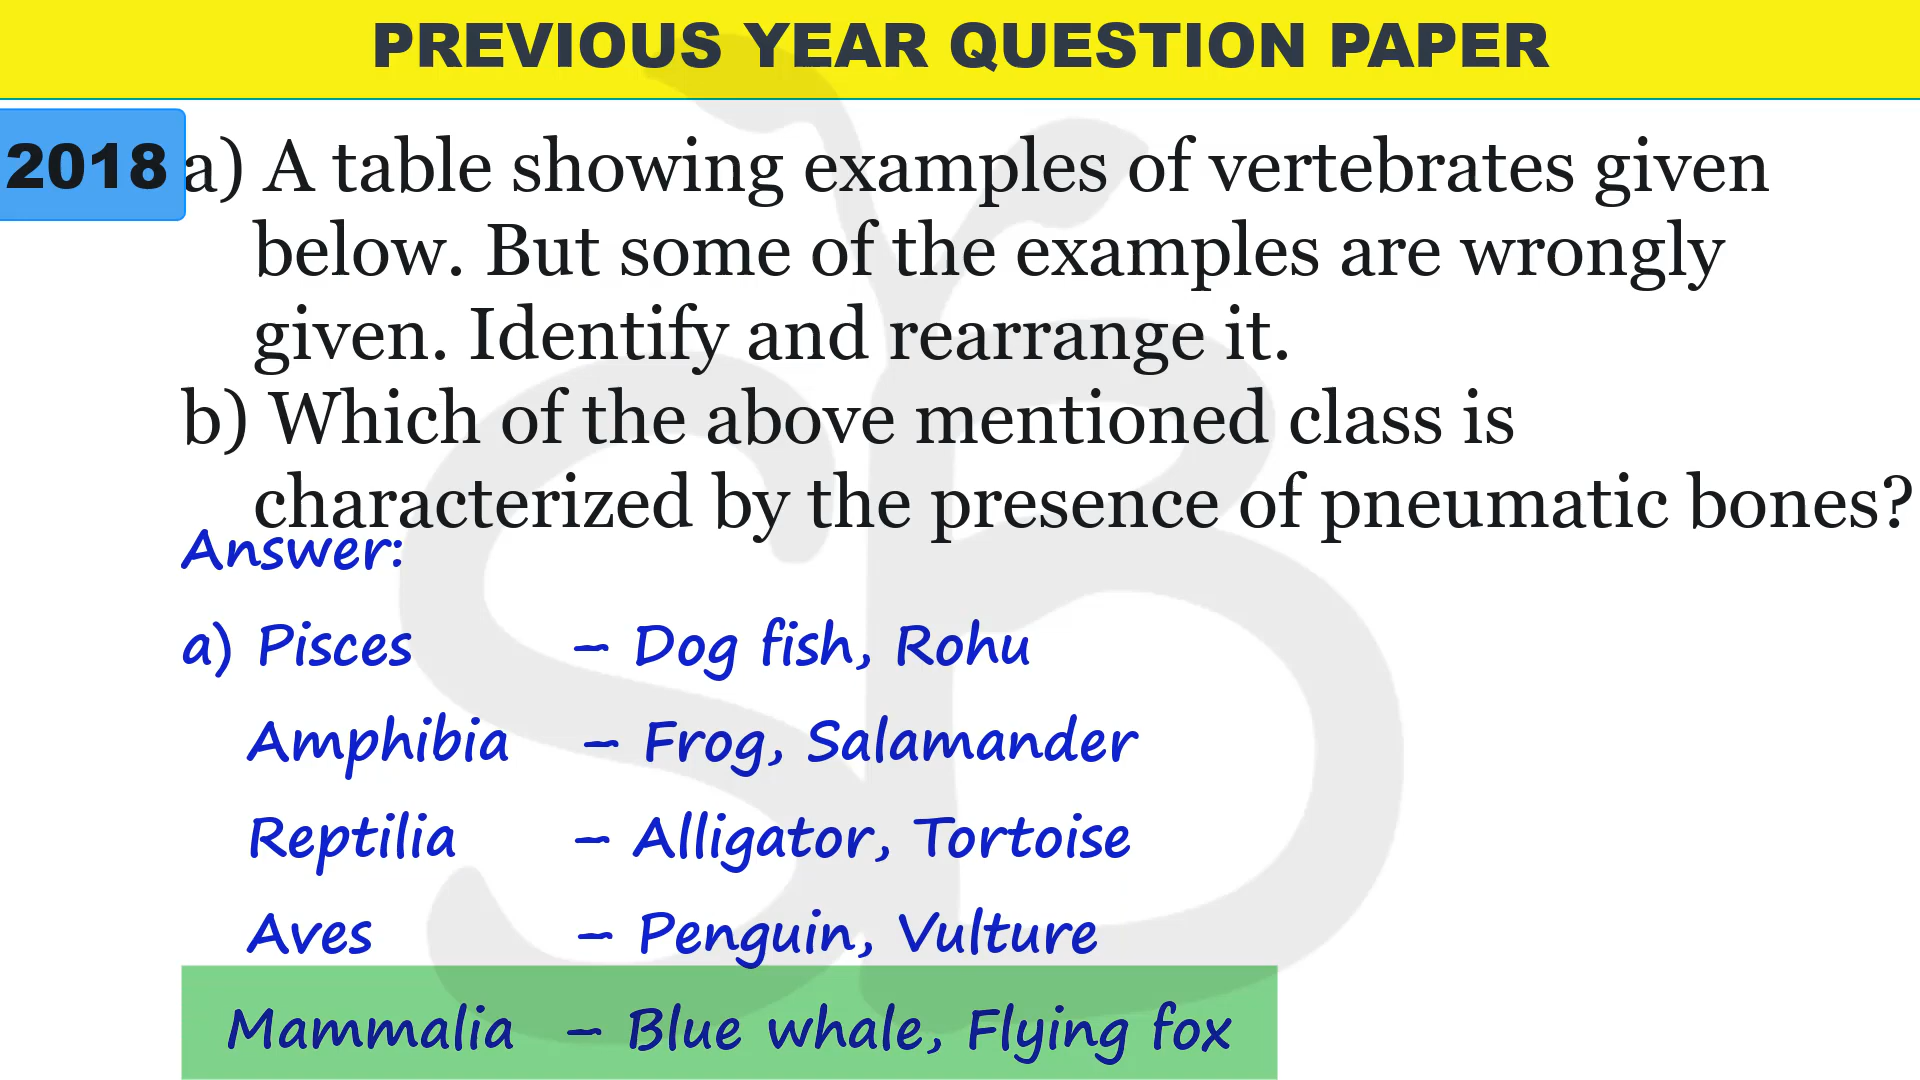 PREVIOUS YEAR QUESTION PAPER
2018
a) A table showing examples of vertebrates given
below. But some of the examples are wrongly
given. Identify and rearrange it.
b) Which of the above mentioned class is
characterized by the presence of pneumatic bones?
Answer:
a) Pisces – Dog fish, Rohu
Amphibia – Frog, Salamander
Reptilia – Alligator, Tortoise
Aves – Penguin, Vulture
Mammalia – Blue whale, Flying fox
SB